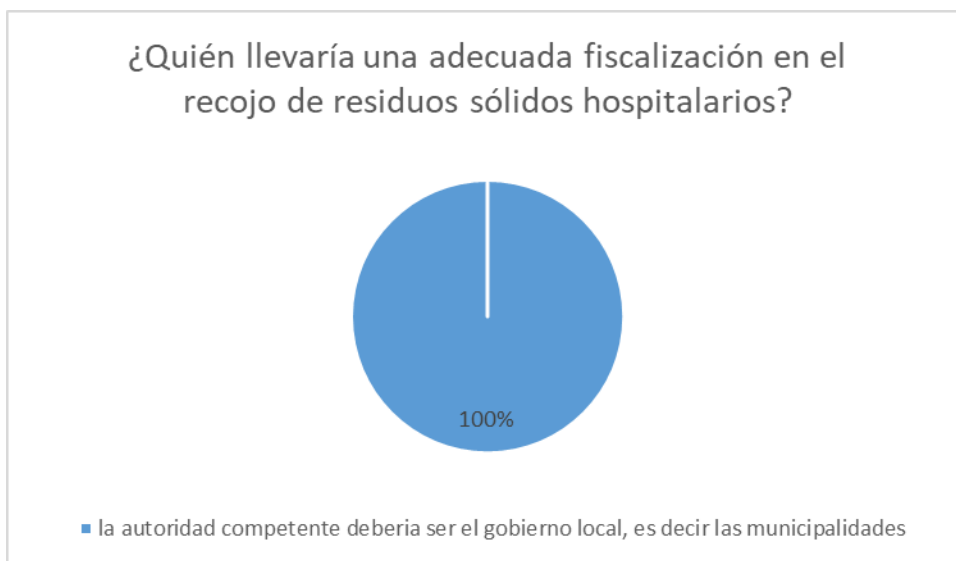 ¿Quién llevaría una adecuada fiscalización en el
recojo de residuos sólidos hospitalarios?
100%
la autoridad competente deberia ser el gobierno local, es decir las municipalidades